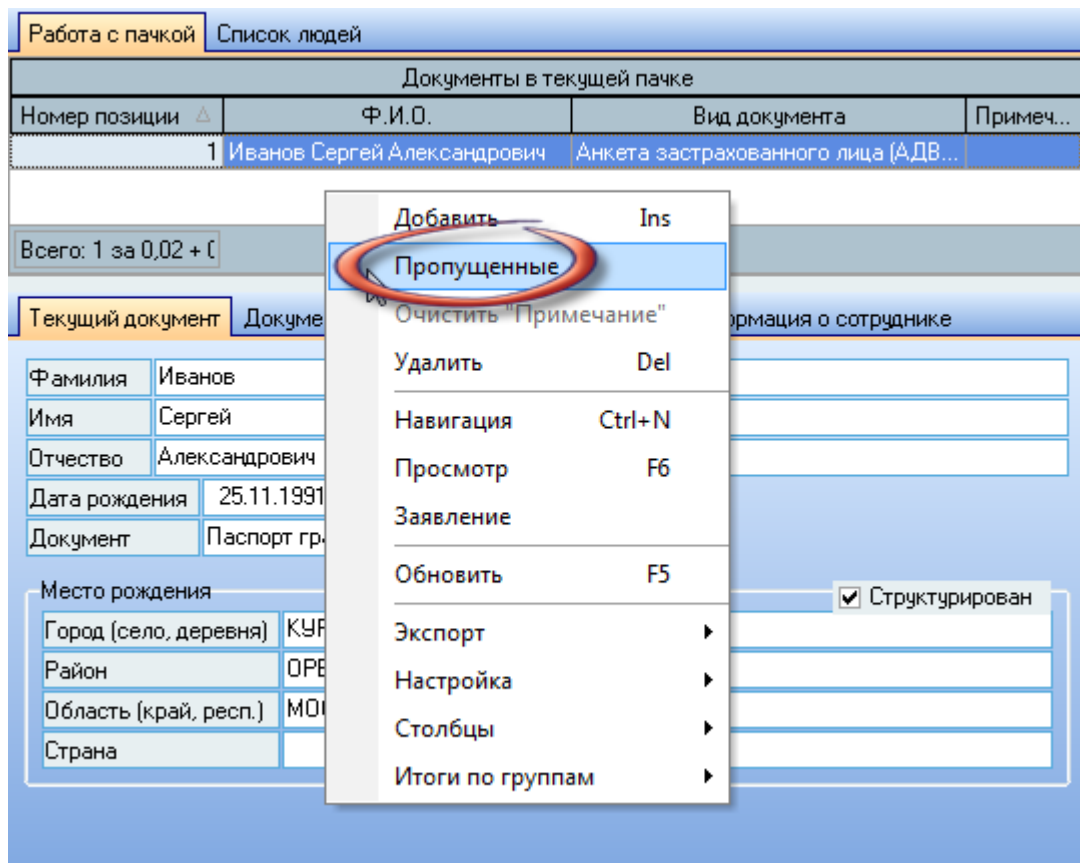 Работа с пачкой Список людей
Документы в текущей пачке
Номер позиции Ф.И.О. Вид документа Примеч...
1 Иванов Сергей Александрович Анкета застрахованного лица (АДВ...
Добавить Ins
Всего: 1 за 0,02 +
Пропущенные
Очистить "Примечание"
Текущий документ Докуме ормация о сотруднике
Удалить Del
Фамилия Иванов
Имя Сергей
Навигация Ctrl+N
Отчество Александрович
Просмотр F6
Дата рождения 25.11.1991
Заявление
Документ Паспорт гр
Обновить F5
Место рождения Структурирован
Город (село, деревня) КУР
Экспорт
Район ОРЕ
Настройка
Область (край, респ.) МО
Столбцы
Страна
Итоги по группам